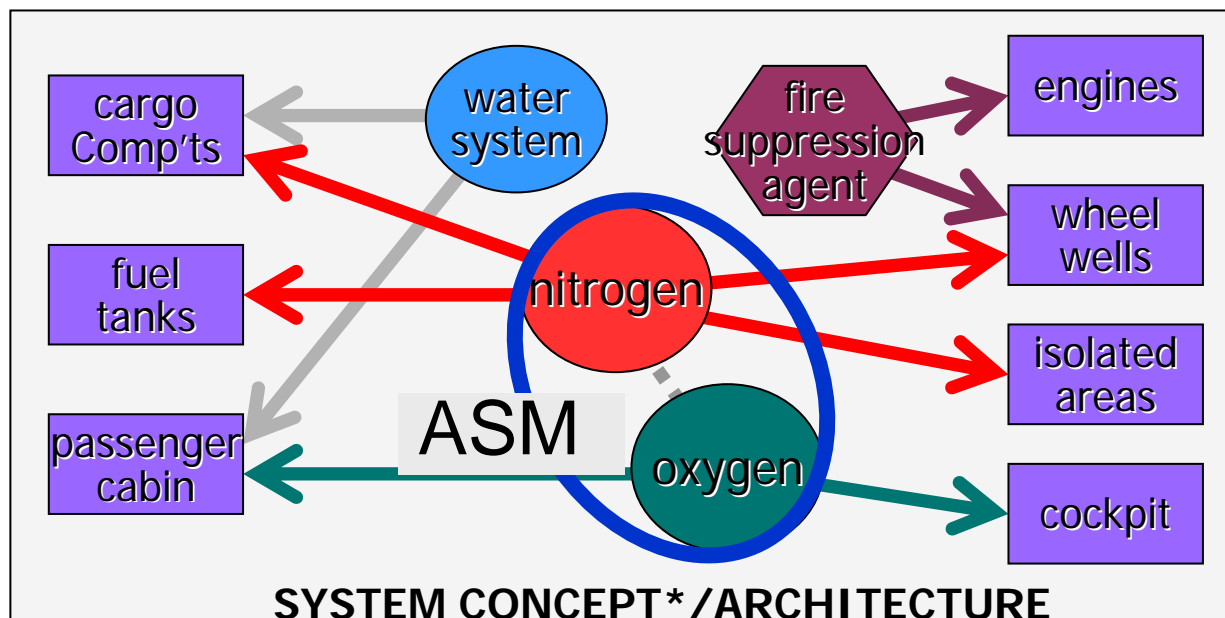 cargo
Comp'ts
water
system
fire
suppression
agent
engines
fuel
tanks
nitrogen
wheel
wells
isolated
areas
passenger
cabin
ASM
oxygen
cockpit
SYSTEM CONCEPT*/ARCHITECTURE